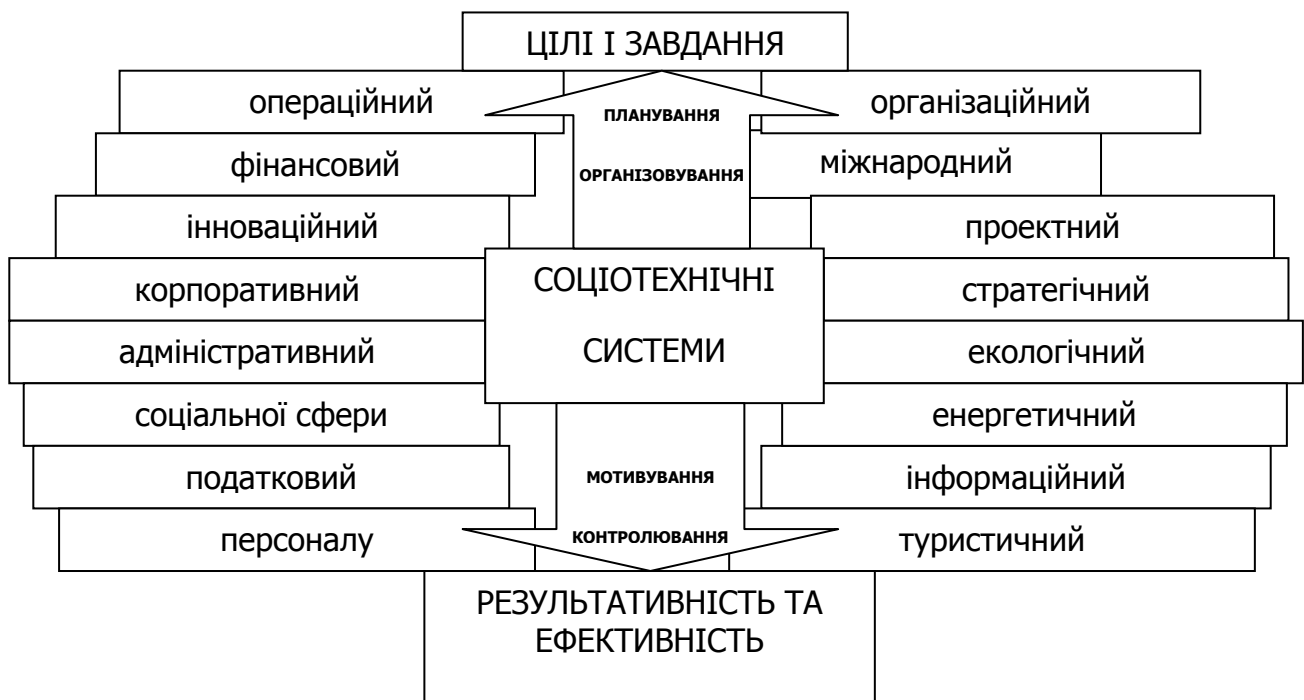 ЦІЛІ І ЗАВДАННЯ
операційний
організаційний
ПЛАНУВАННЯ
фінансовий
міжнародний
ОРГАНІЗОВУВАННЯ
інноваційний
проектний
СОЦІОТЕХНІЧНІ
СИСТЕМИ
корпоративний
стратегічний
адміністративний
екологічний
соціальної сфери
енергетичний
податковий
МОТИВУВАННЯ
інформаційний
персоналу
КОНТРОЛЮВАННЯ
туристичний
РЕЗУЛЬТАТИВНІСТЬ ТА
ЕФЕКТИВНІСТЬ